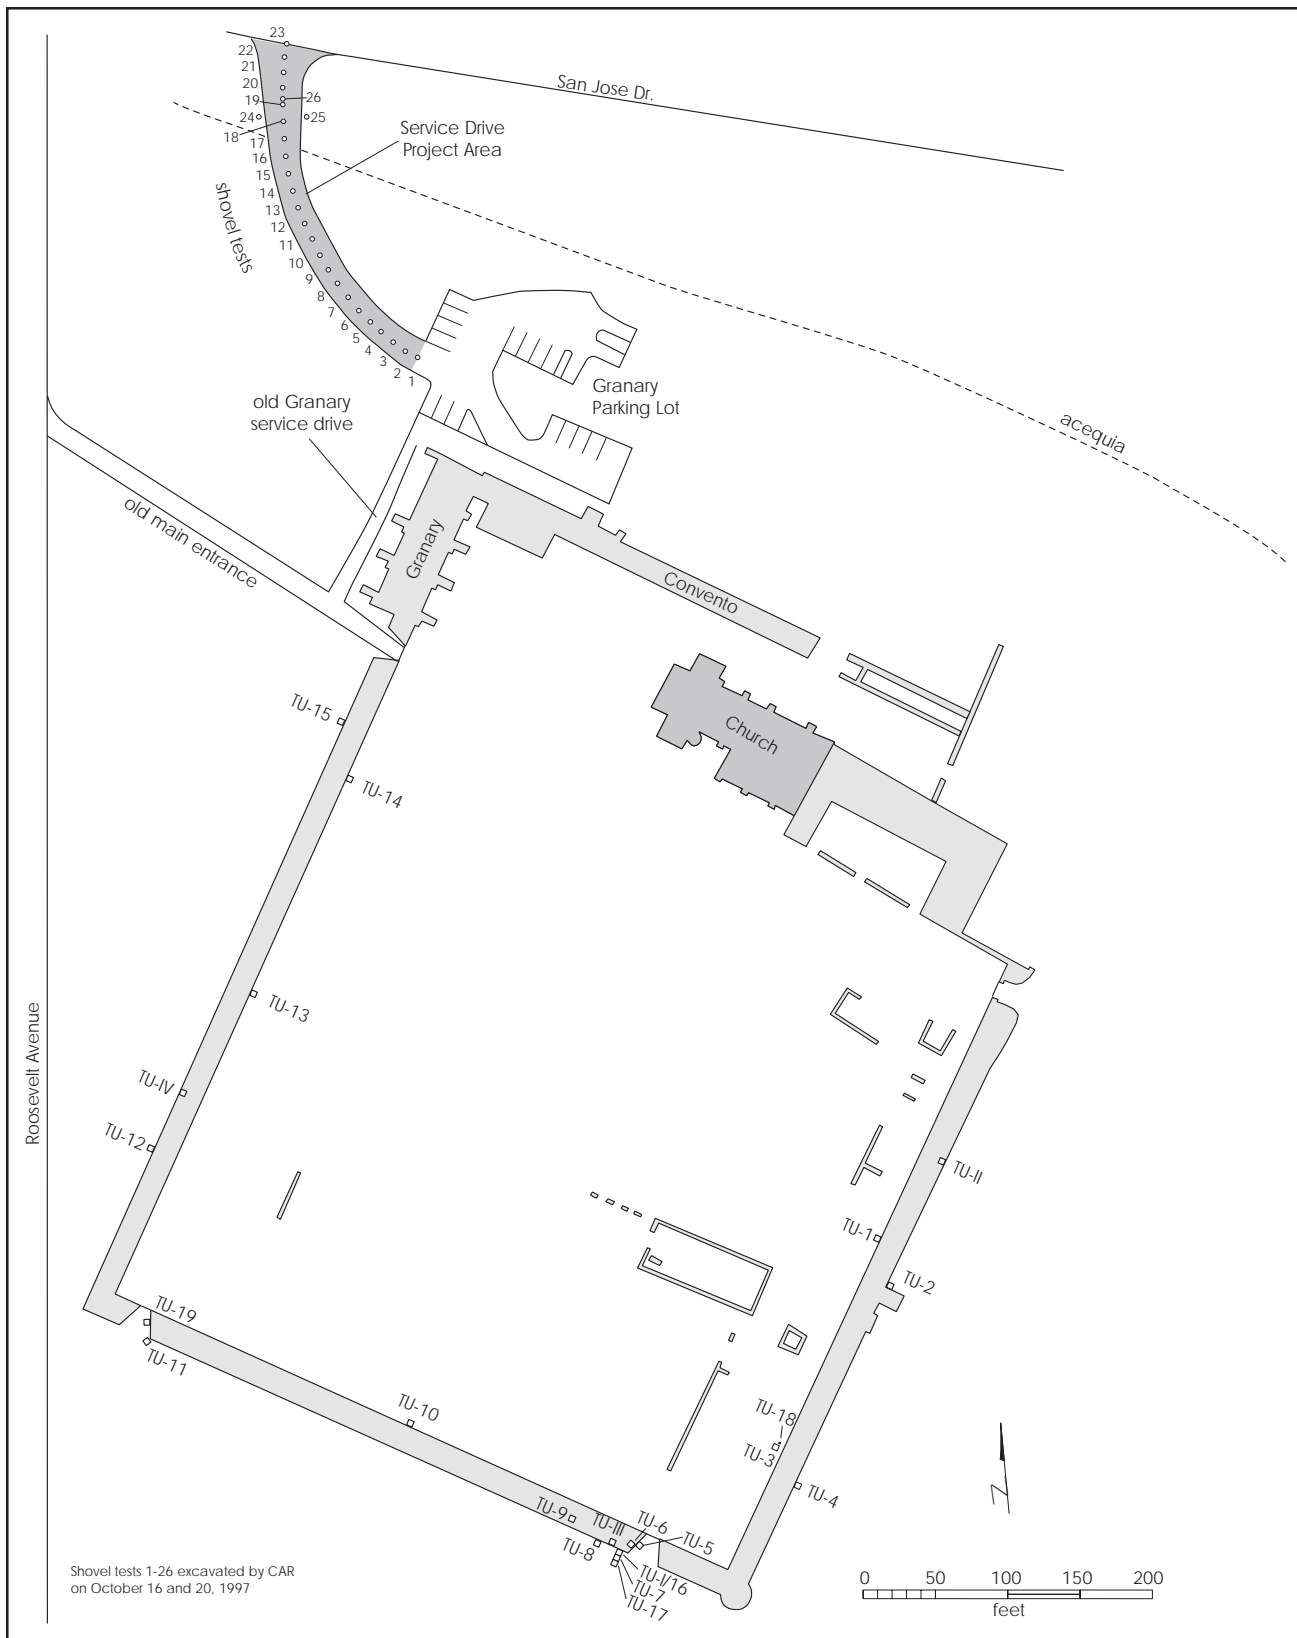 23
22
21
20
19
26
24
25
18
17
16
15
14
13
12
11
10
9
8
7
6
5
4
3
2
1
shovel tests
San Jose Dr.
Service Drive
Project Area
acequia
Granary
Parking Lot
old Granary
service drive
old main entrance
Granary
Convento
Church
Roosevelt Avenue
TU-15
TU-14
TU-13
TU-IV
TU-12
TU-II
TU-1
TU-2
TU-19
TU-11
TU-10
TU-18
TU-3
TU-4
TU-9
TU-III
TU-6
TU-5
TU-8
TU-I/16
TU-7
TU-17
N
Shovel tests 1-26 excavated by CAR
on October 16 and 20, 1997
0 50 100 150 200
feet